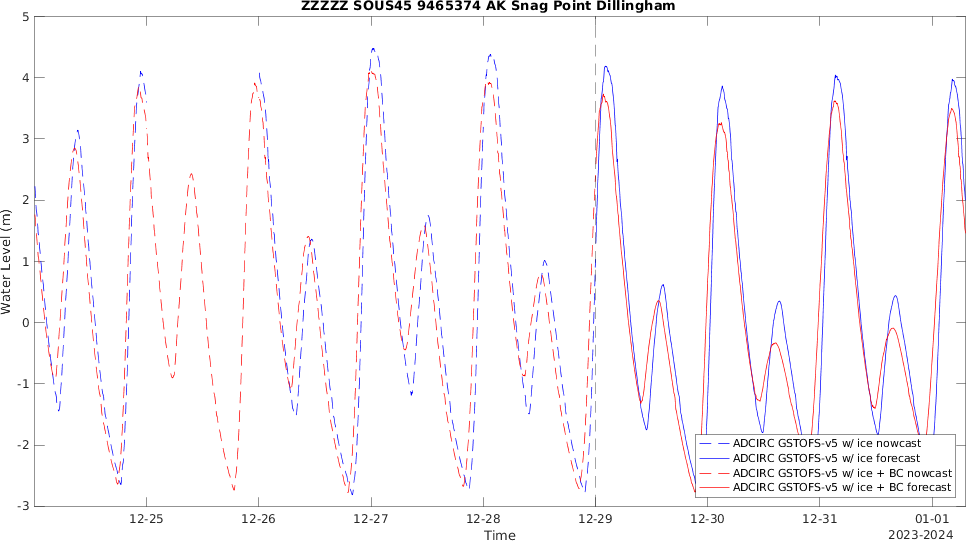 ZZZZZ SOUS45 9465374 AK Snag Point Dillingham
Water Level (m)
5
4
3
2
1
0
-1
-2
-3
12-25
12-26
12-27
12-28
12-29
12-30
12-31
01-01
2023-2024
Time
ADCIRC GSTOFS-v5 w/ ice nowcast
ADCIRC GSTOFS-v5 w/ ice forecast
ADCIRC GSTOFS-v5 w/ ice + BC nowcast
ADCIRC GSTOFS-v5 w/ ice + BC forecast